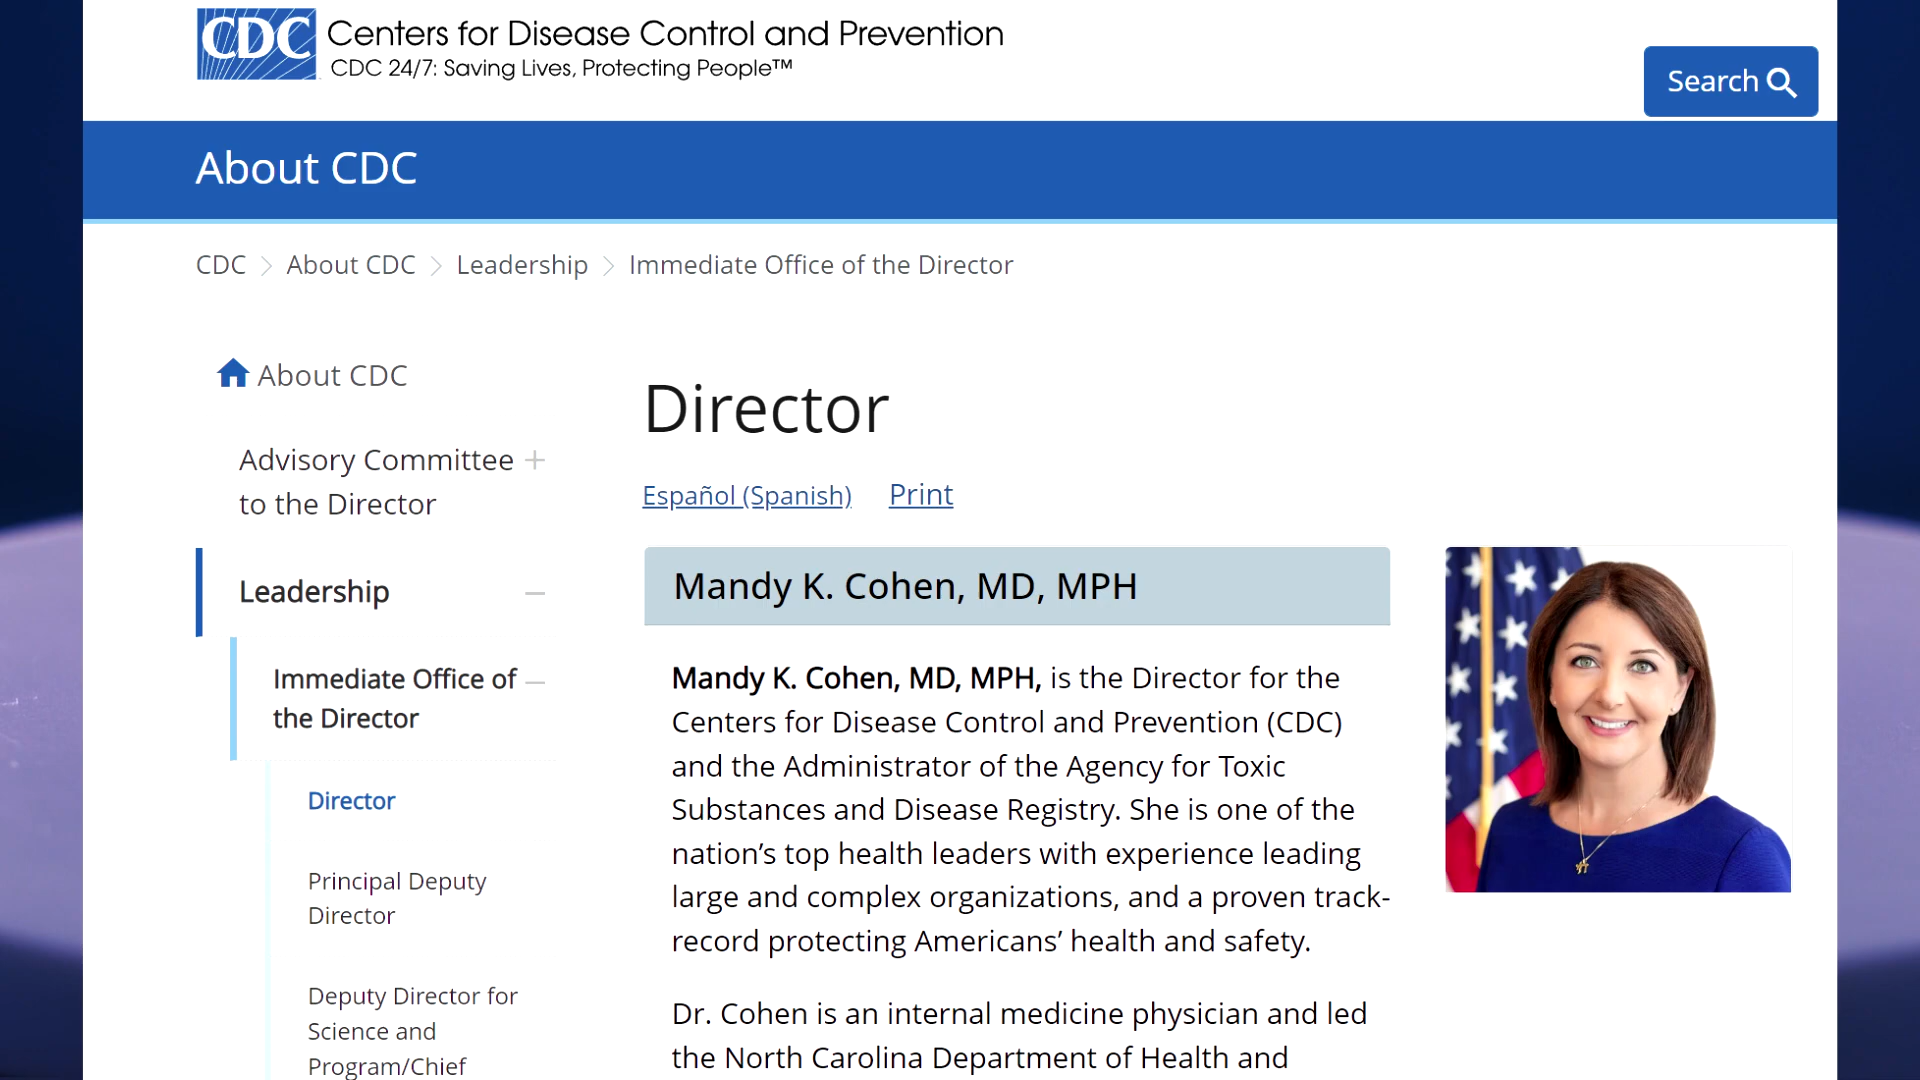 CDC Centers for Disease Control and Prevention
CDC 24/7: Saving Lives, Protecting People™
Search
About CDC
CDC > About CDC > Leadership > Immediate Office of the Director
About CDC
Advisory Committee +
to the Director
Leadership –
Immediate Office of –
the Director
Director
Principal Deputy
Director
Deputy Director for
Science and
Program/Chief
Director
Español (Spanish) Print
Mandy K. Cohen, MD, MPH
Mandy K. Cohen, MD, MPH, is the Director for the
Centers for Disease Control and Prevention (CDC)
and the Administrator of the Agency for Toxic
Substances and Disease Registry. She is one of the
nation’s top health leaders with experience leading
large and complex organizations, and a proven track-
record protecting Americans’ health and safety.
Dr. Cohen is an internal medicine physician and led
the North Carolina Department of Health and